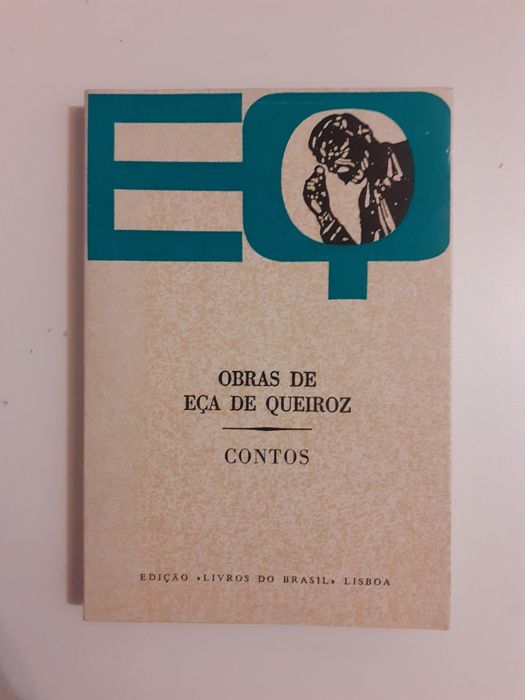 EQ
OBRAS DE
EÇA DE QUEIROZ
CONTOS
EDIÇÃO «LIVROS DO BRASIL» LISBOA